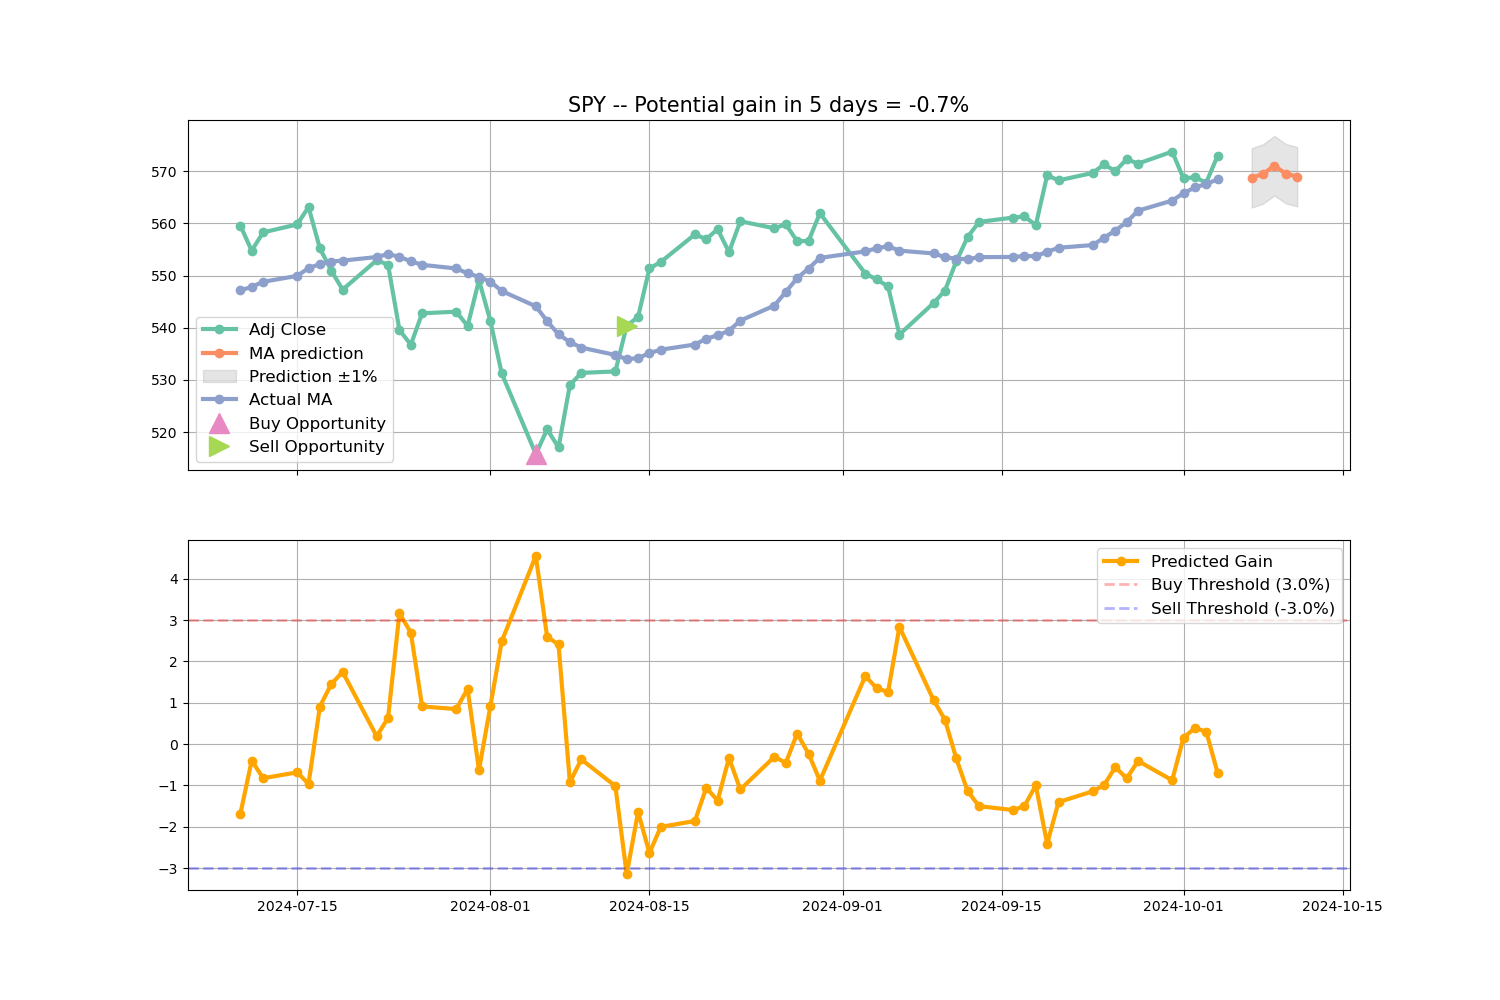 SPY -- Potential gain in 5 days = -0.7%
570
560
550
540
530
520
Adj Close
MA prediction
Prediction ±1%
Actual MA
Buy Opportunity
Sell Opportunity
4
3
2
1
0
−1
−2
−3
Predicted Gain
Buy Threshold (3.0%)
Sell Threshold (-3.0%)
2024-07-15
2024-08-01
2024-08-15
2024-09-01
2024-09-15
2024-10-01
2024-10-15